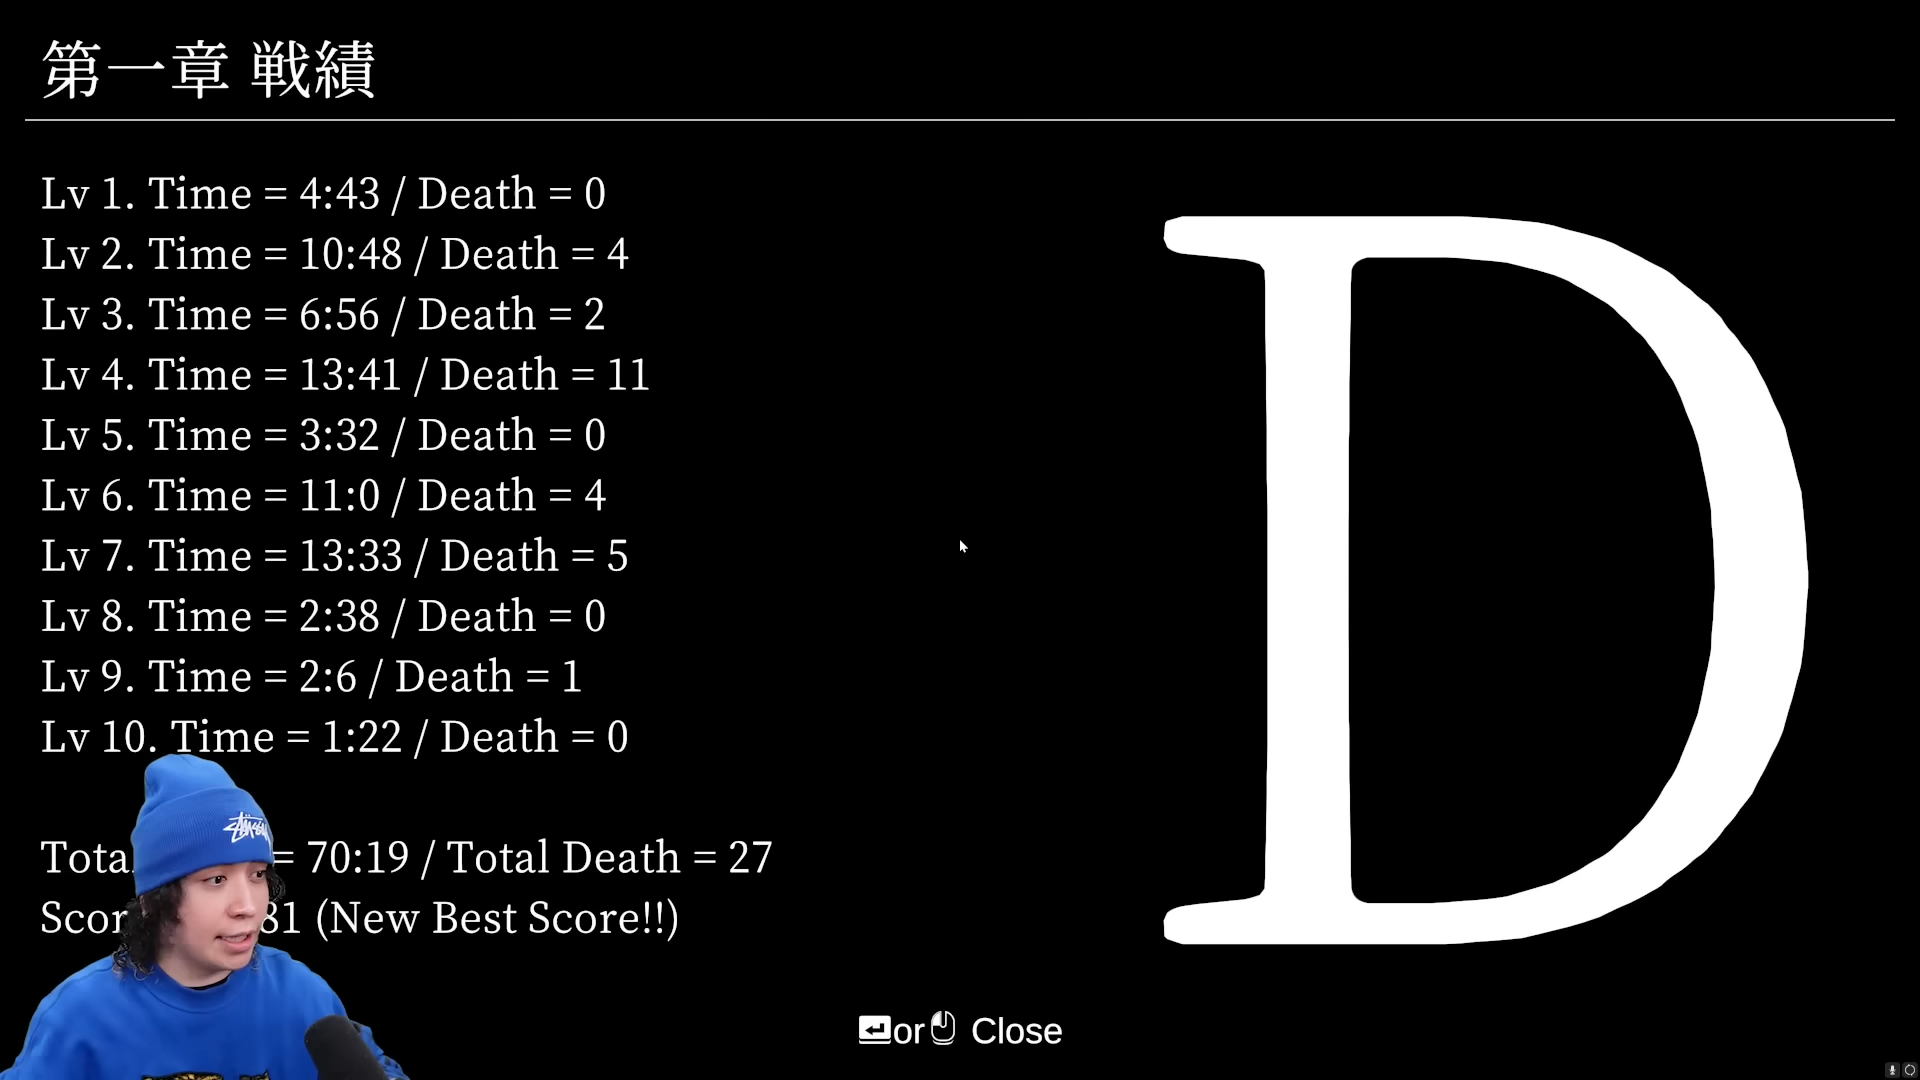 第一章 戦績
Lv 1. Time = 4:43 / Death = 0
Lv 2. Time = 10:48 / Death = 4
Lv 3. Time = 6:56 / Death = 2
Lv 4. Time = 13:41 / Death = 11
Lv 5. Time = 3:32 / Death = 0
Lv 6. Time = 11:0 / Death = 4
Lv 7. Time = 13:33 / Death = 5
Lv 8. Time = 2:38 / Death = 0
Lv 9. Time = 2:6 / Death = 1
Lv 10. Time = 1:22 / Death = 0
= 70:19 / Total Death = 27
(New Best Score!!)
D
Stüssy
or Close